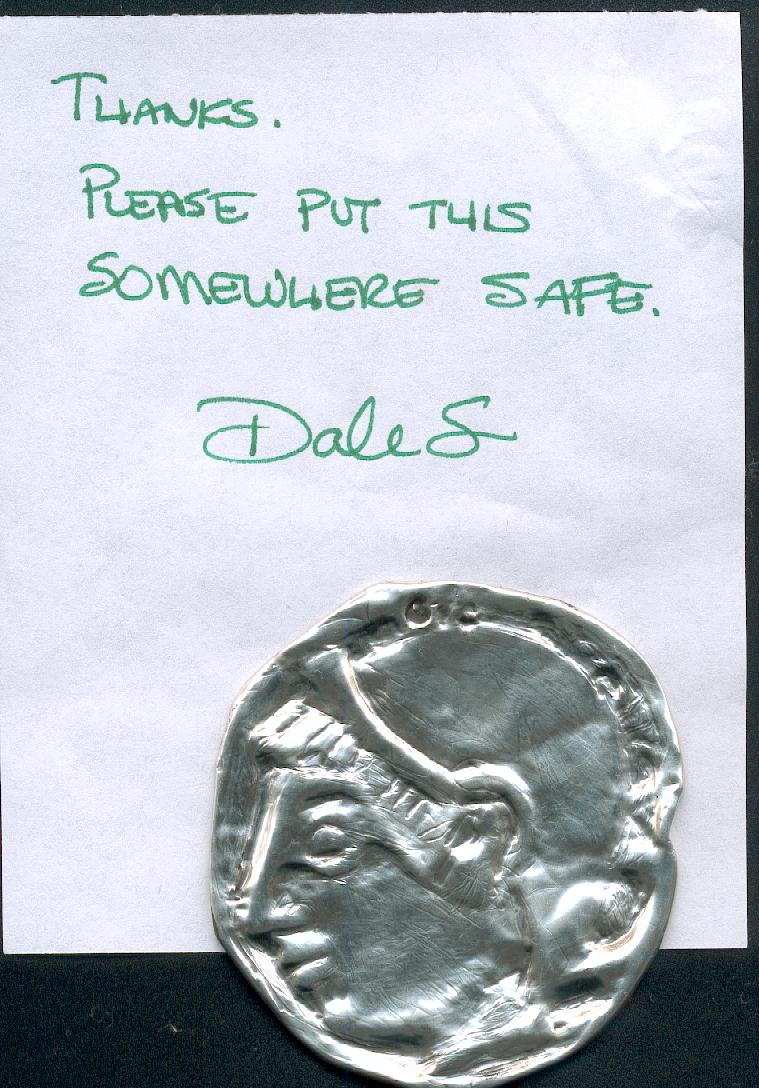 THANKS.
PLEASE PUT THIS
SOMEWHERE SAFE.
Dale S